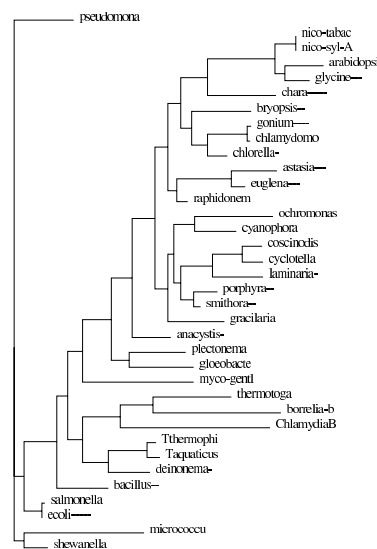 pseudomona
nico-tabac
nico-syl-A
arabidopsi
glycine---
chara-----
bryopsis--
gonium----
chlamydomo
chlorella-
astasia---
euglena---
raphidonem
ochromonas
cyanophora
coscinodis
cyclotella
laminaria-
porphyra--
smithora--
gracilaria
anacystis-
plectonema
gloeobacte
myco-gentl
thermotoga
borrelia-b
ChlamydiaB
Tthermophi
Taquaticus
deinonema-
bacillus--
salmonella
ecoli-----
micrococcu
shewanella